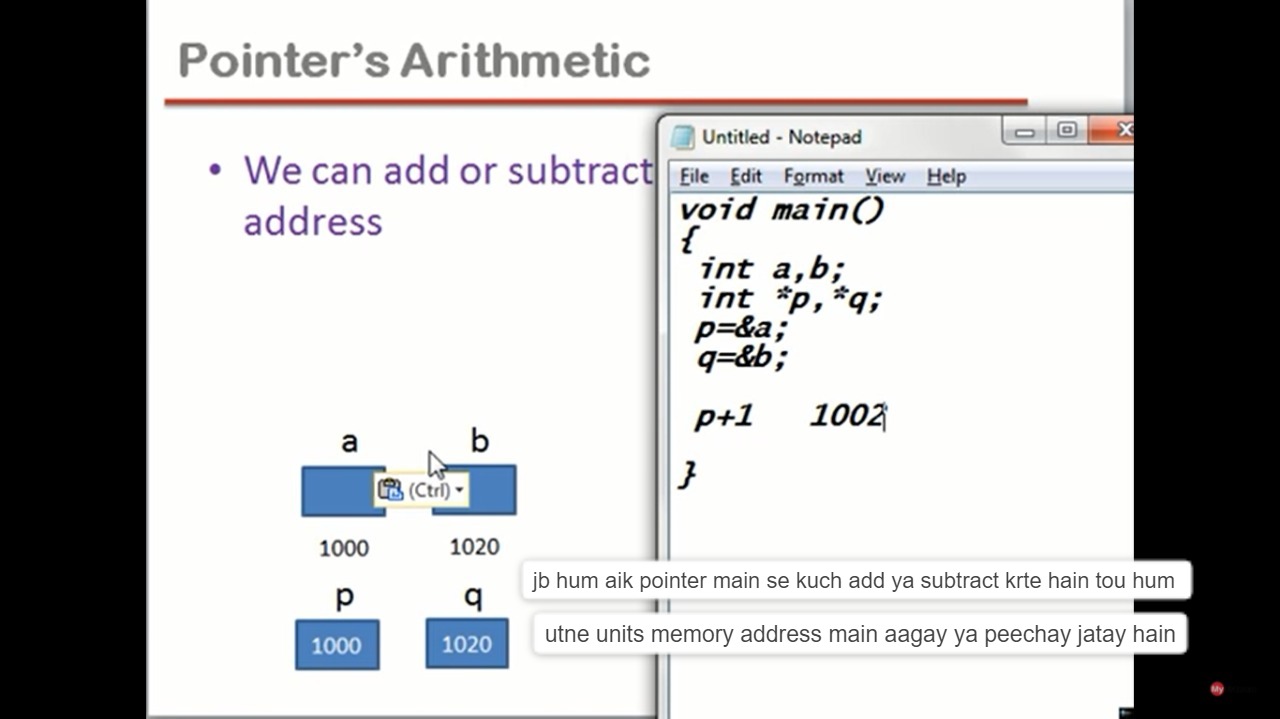 Pointer's Arithmetic
• We can add or subtract
address
Untitled - Notepad
File Edit Format View Help
void main()
{
int a,b;
int *p,*q;
p=&a;
q=&b;
p+1 1002
}
a b
(Ctrl)
1000 1020
p q
1000 1020
jb hum aik pointer main se kuch add ya subtract krte hain tou hum
utne units memory address main aagay ya peechay jatay hain
My